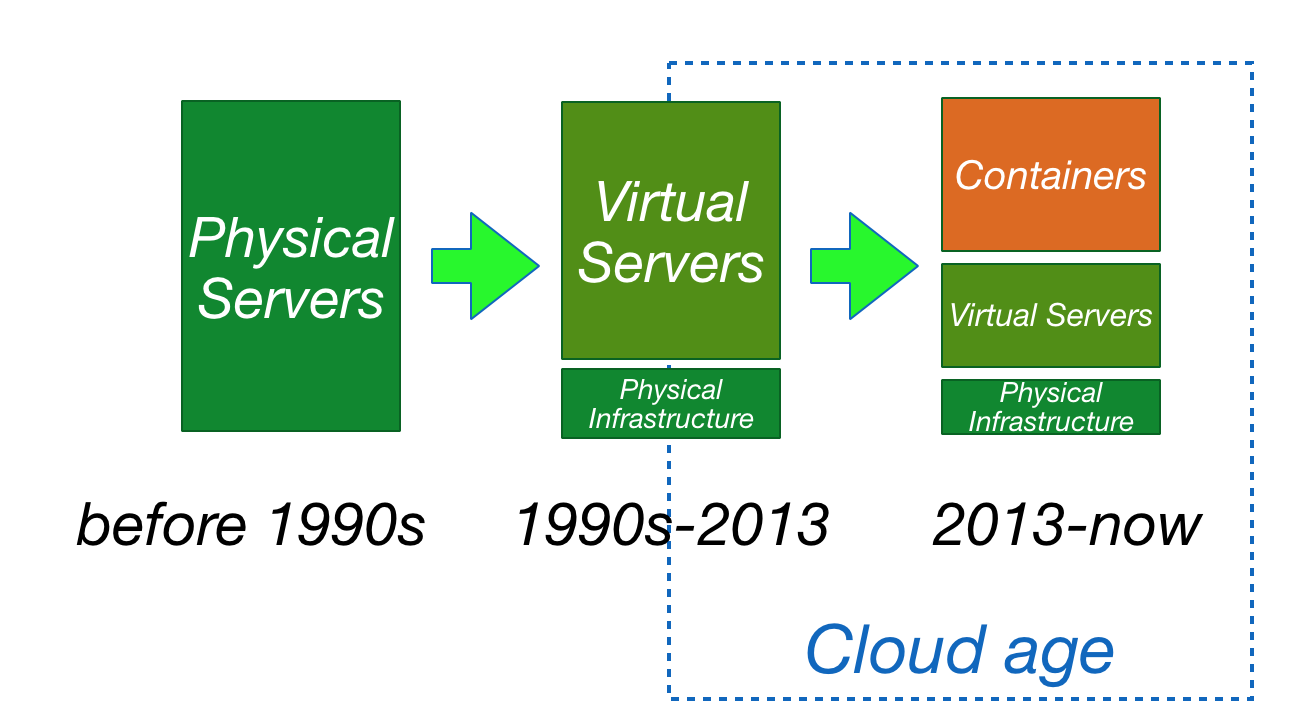 Physical
Servers
Virtual
Servers
Physical
Infrastructure
Containers
Virtual Servers
Physical
Infrastructure
before 1990s
1990s-2013
2013-now
Cloud age